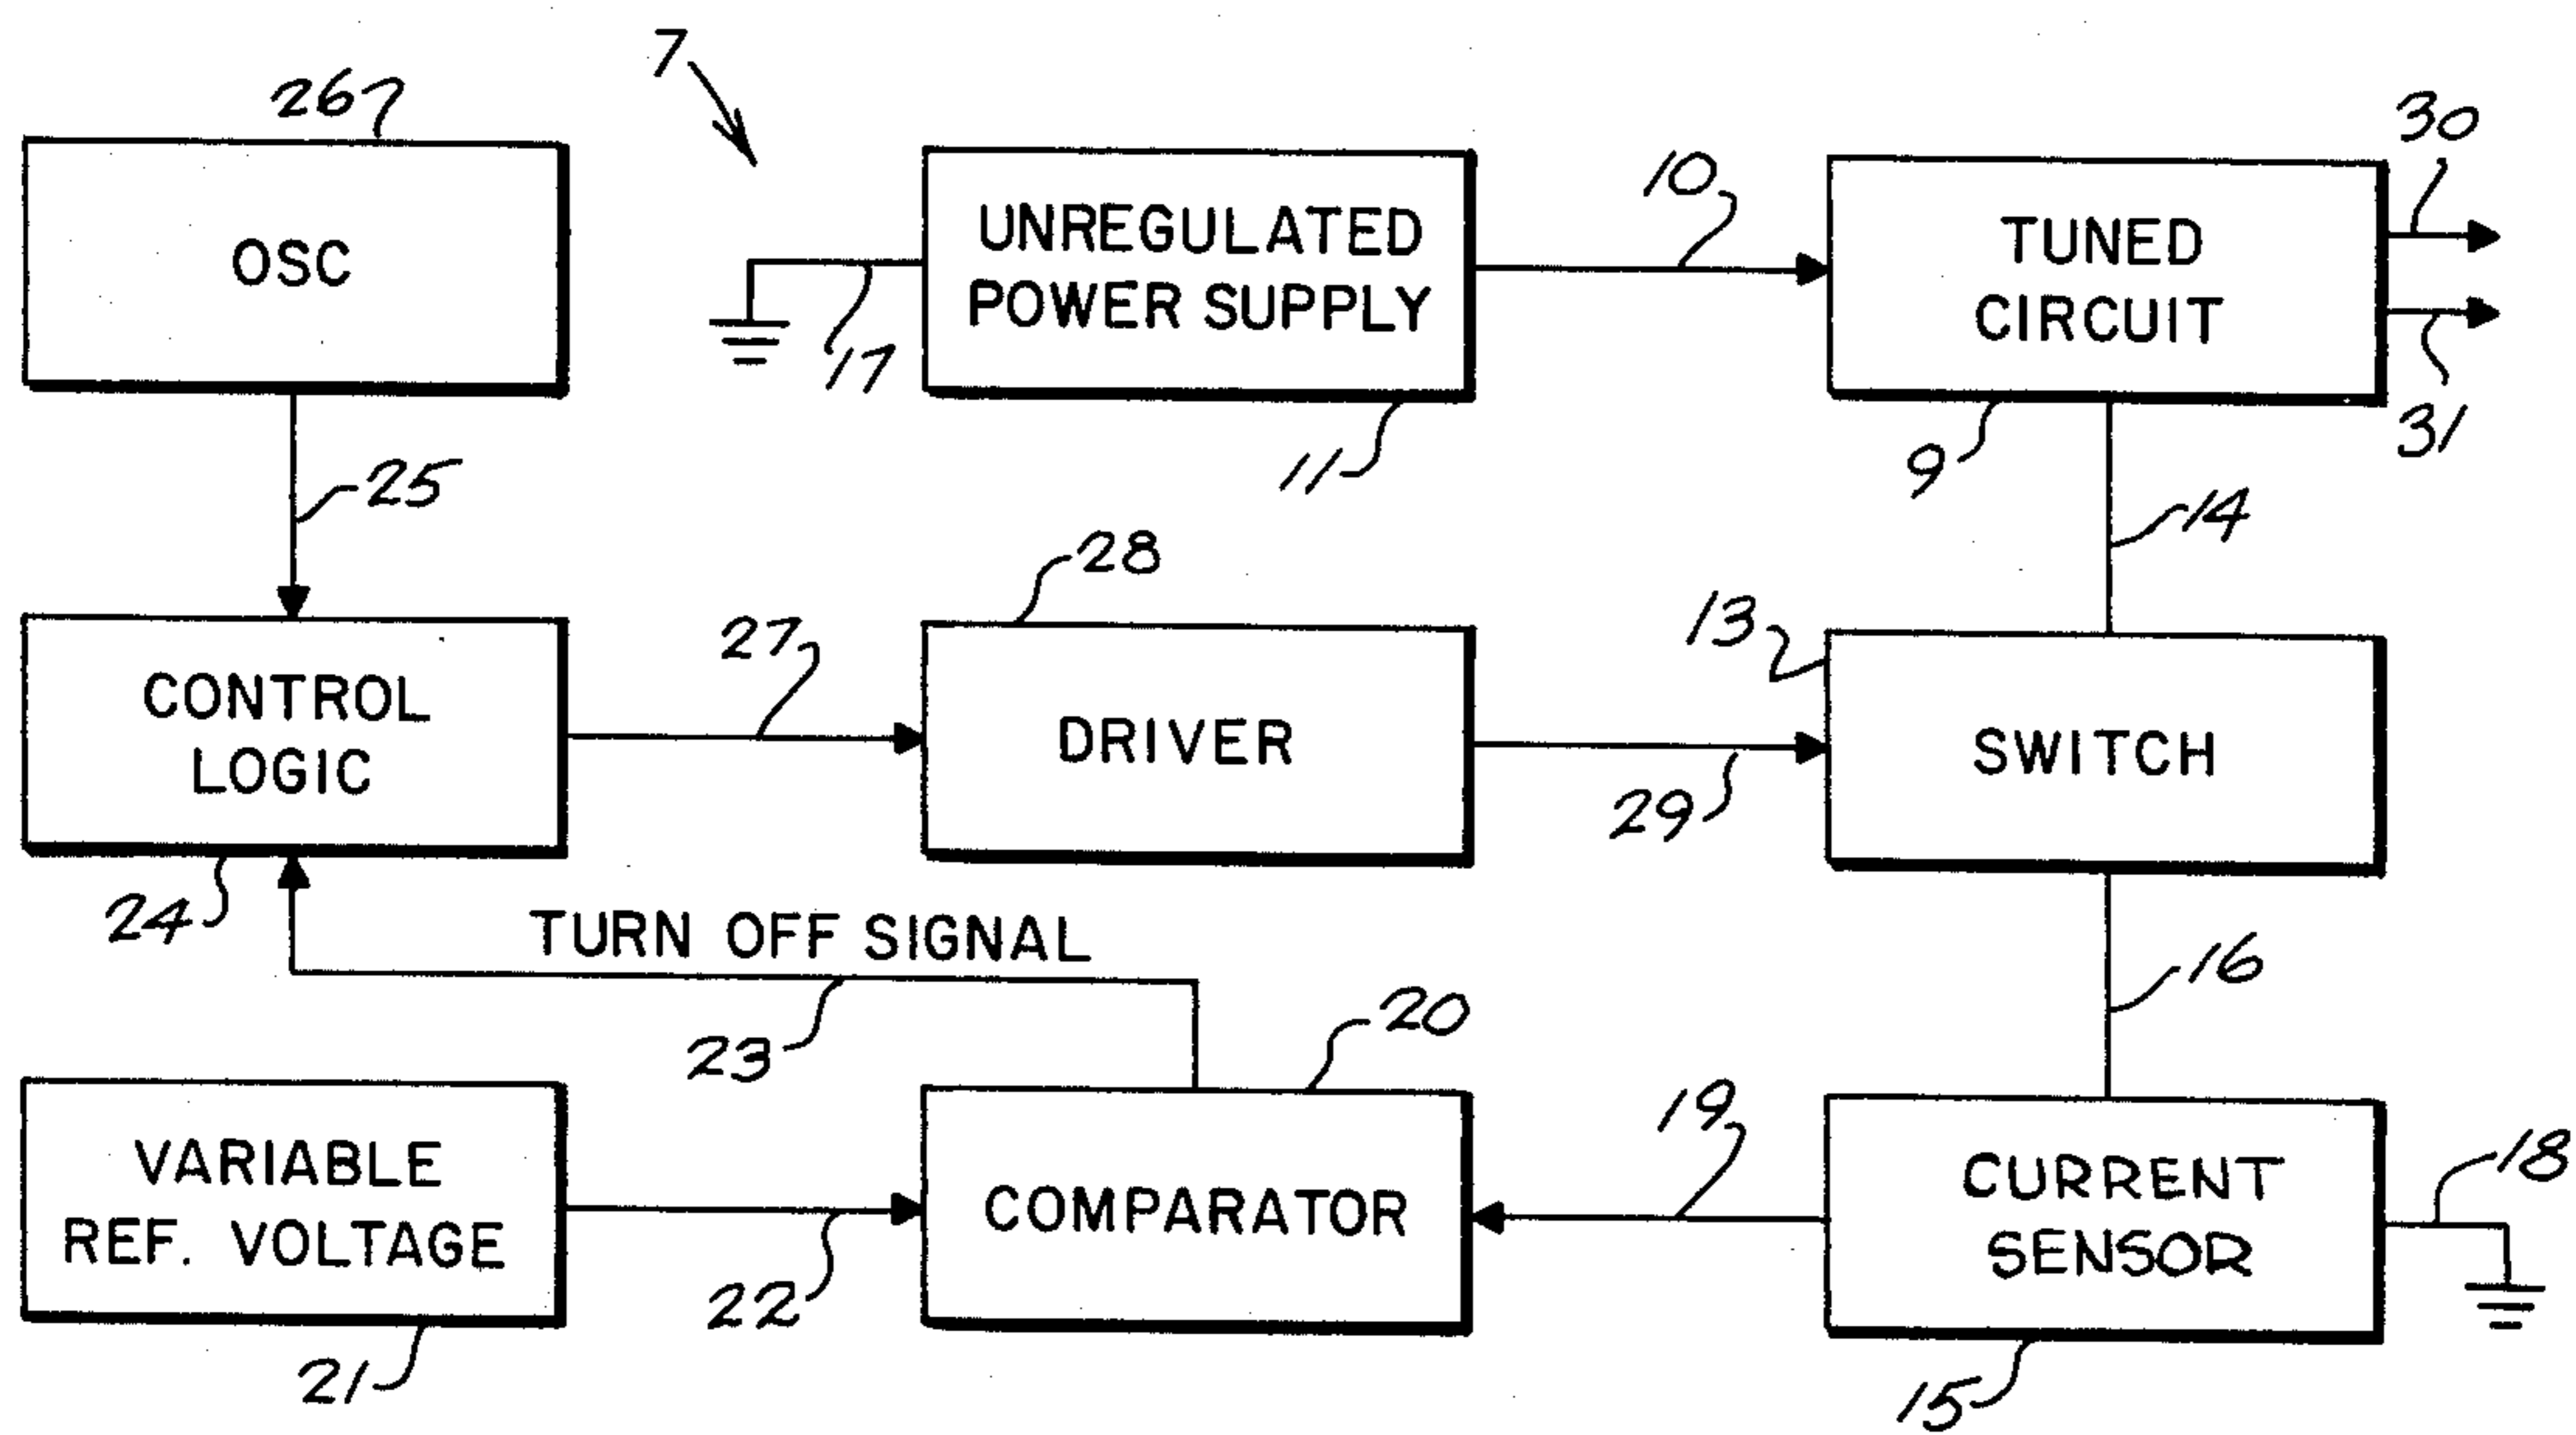 7
26
OSC
UNREGULATED
POWER SUPPLY
10
TUNED
CIRCUIT
30
31
17
11
9
25
14
28
27
13
CONTROL
LOGIC
DRIVER
SWITCH
29
24
TURN OFF SIGNAL
16
23
20
19
VARIABLE
REF. VOLTAGE
COMPARATOR
CURRENT
SENSOR
18
22
21
15